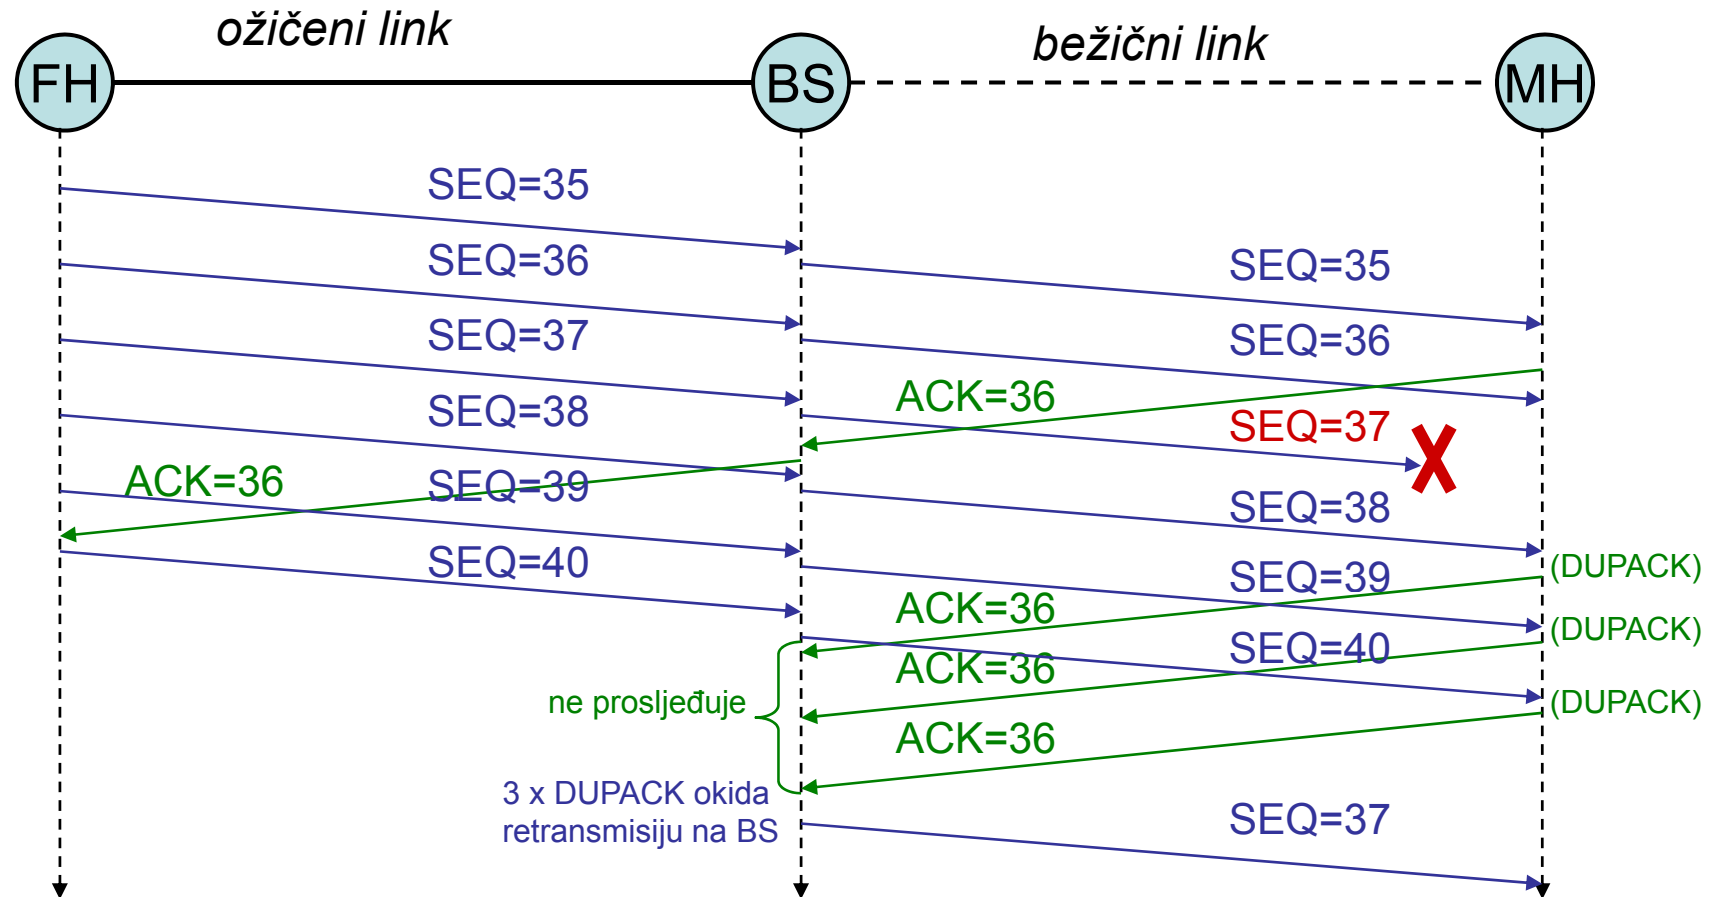 ožičeni link
bežični link
FH
BS
MH
SEQ=35
SEQ=36
SEQ=35
SEQ=37
SEQ=36
ACK=36
SEQ=38
SEQ=37
ACK=36
SEQ=39
SEQ=38
SEQ=40
SEQ=39
(DUPACK)
ACK=36
SEQ=40
(DUPACK)
ACK=36
ne prosljeđuje
(DUPACK)
ACK=36
3 x DUPACK okida
retransmisiju na BS
SEQ=37